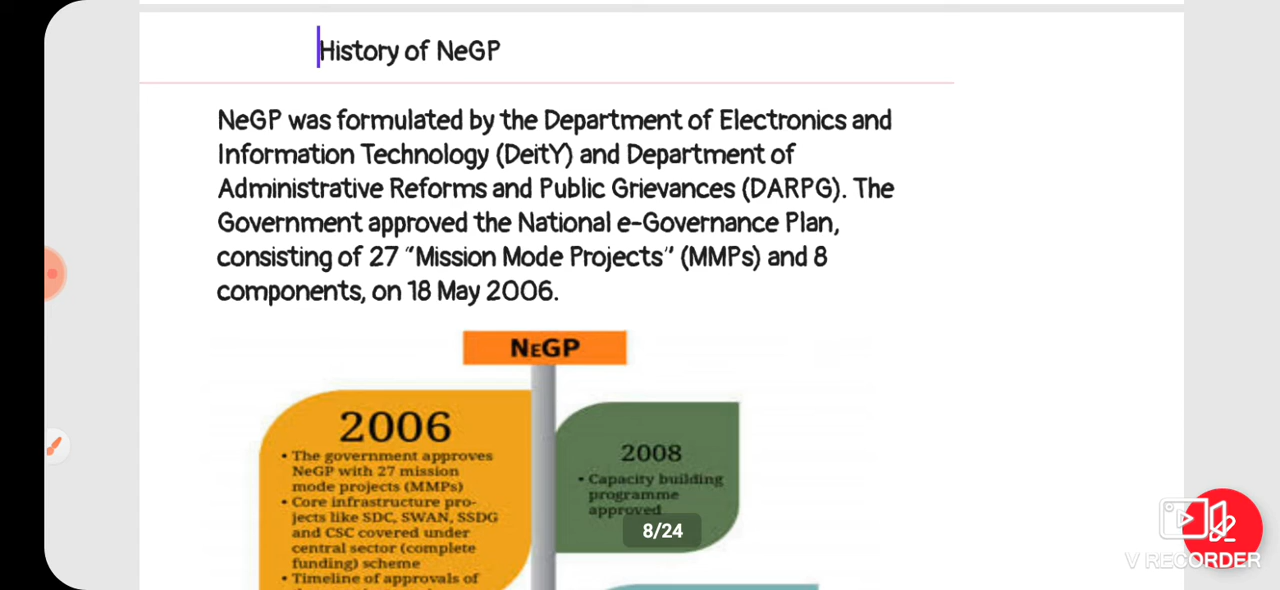 History of NeGP
NeGP was formulated by the Department of Electronics and
Information Technology (DeitY) and Department of
Administrative Reforms and Public Grievances (DARPG). The
Government approved the National e-Governance Plan,
consisting of 27 "Mission Mode Projects" (MMPs) and 8
components, on 18 May 2006.
NEGP
2006
• The government approves
NeGP with 27 mission
mode projects (MMPs)
• Core infrastructure pro-
jects like SDC, SWAN, SSDG
and CSC covered under
central sector (complete
funding) scheme
• Timeline of approvals of
2008
• Capacity building
programme
approved
8/24
V RECORDER